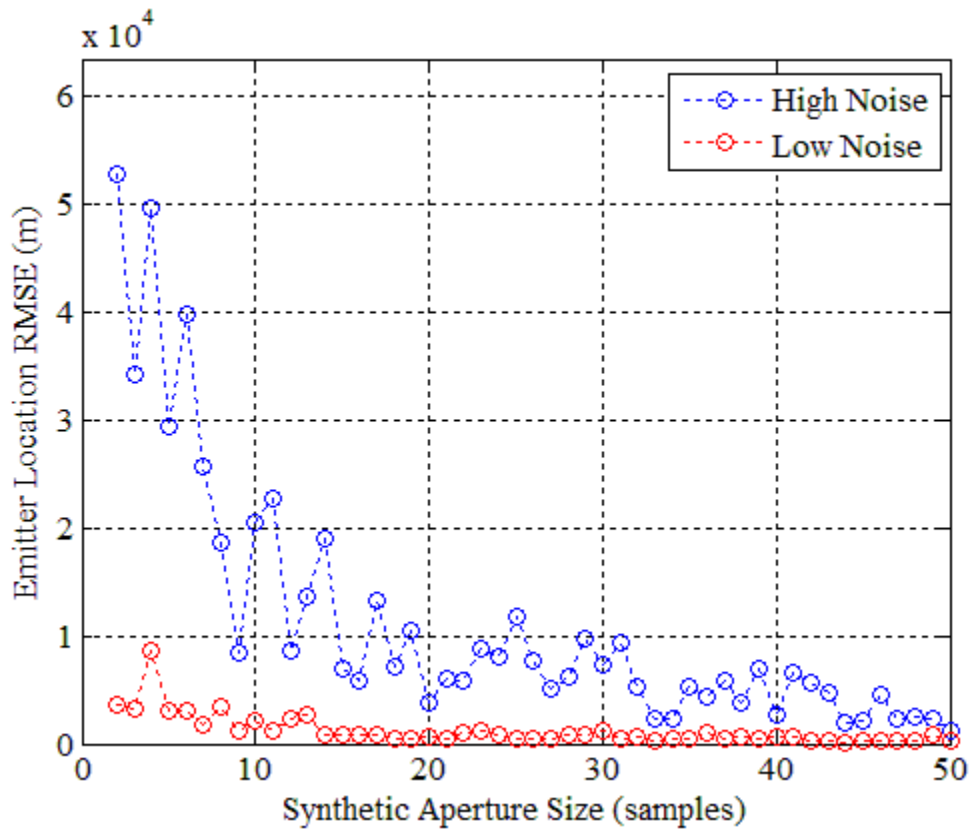 x 10^4
6
5
4
3
2
1
0
Emitter Location RMSE (m)
High Noise
Low Noise
0 10 20 30 40 50
Synthetic Aperture Size (samples)